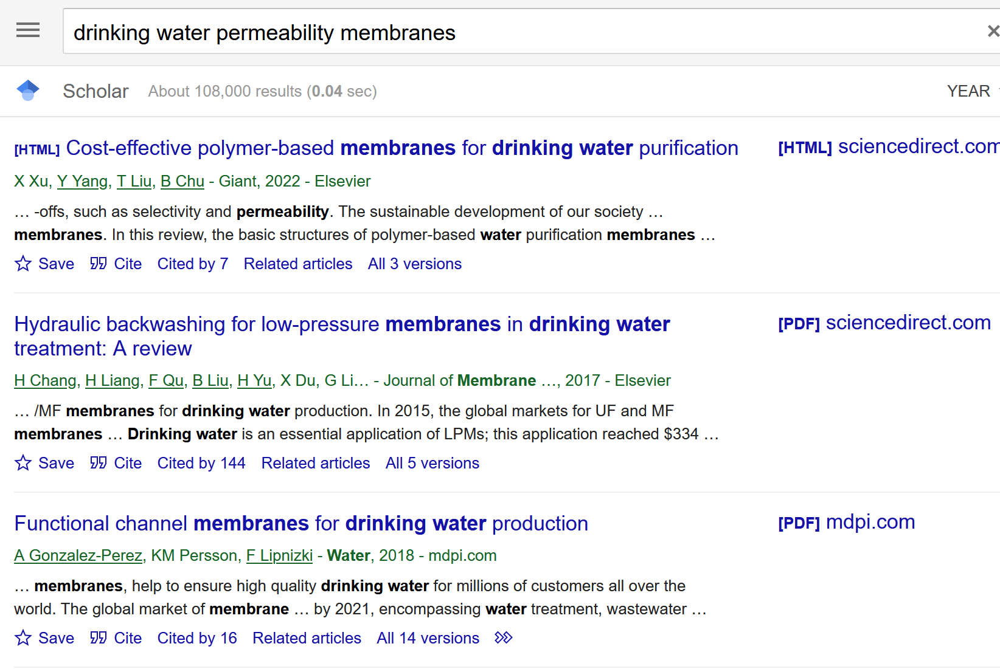 drinking water permeability membranes
Scholar About 108,000 results (0.04 sec) YEAR
[HTML] Cost-effective polymer-based membranes for drinking water purification [HTML] sciencedirect.com
X Xu, Y Yang, T Liu, B Chu - Giant, 2022 - Elsevier
… -offs, such as selectivity and permeability. The sustainable development of our society …
membranes. In this review, the basic structures of polymer-based water purification membranes …
Save Cite Cited by 7 Related articles All 3 versions
Hydraulic backwashing for low-pressure membranes in drinking water [PDF] sciencedirect.com
treatment: A review
H Chang, H Liang, F Qu, B Liu, H Yu, X Du, G Li… - Journal of Membrane …, 2017 - Elsevier
… /MF membranes for drinking water production. In 2015, the global markets for UF and MF
membranes … Drinking water is an essential application of LPMs; this application reached $334 …
Save Cite Cited by 144 Related articles All 5 versions
Functional channel membranes for drinking water production [PDF] mdpi.com
A Gonzalez-Perez, KM Persson, F Lipnizki - Water, 2018 - mdpi.com
… membranes, help to ensure high quality drinking water for millions of customers all over the
world. The global market of membrane … by 2021, encompassing water treatment, wastewater …
Save Cite Cited by 16 Related articles All 14 versions